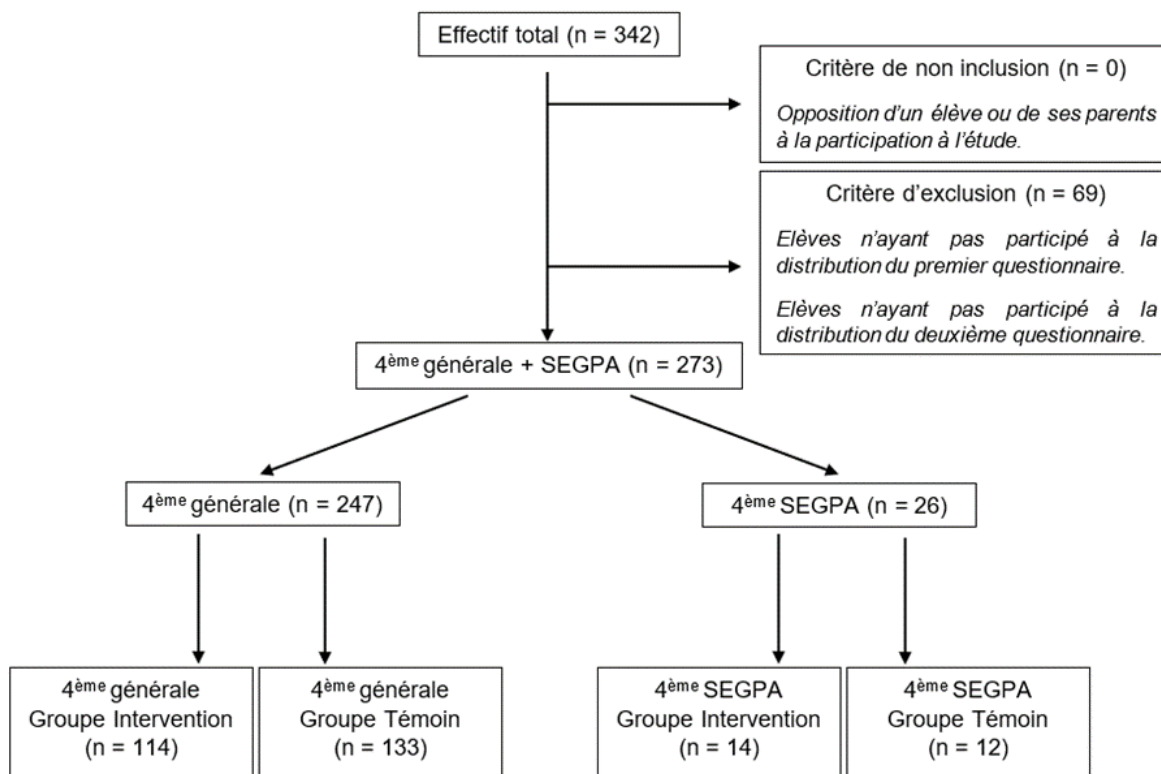 Effectif total (n = 342)
Critère de non inclusion (n = 0)
Opposition d'un élève ou de ses parents
à la participation à l'étude.
Critère d'exclusion (n = 69)
Elèves n'ayant pas participé à la
distribution du premier questionnaire.
Elèves n'ayant pas participé à la
distribution du deuxième questionnaire.
4ème générale + SEGPA (n = 273)
4ème générale (n = 247)
4ème SEGPA (n = 26)
4ème générale
Groupe Intervention
(n = 114)
4ème générale
Groupe Témoin
(n = 133)
4ème SEGPA
Groupe Intervention
(n = 14)
4ème SEGPA
Groupe Témoin
(n = 12)